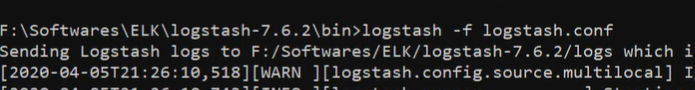 F:\Softwares\ELK\logstash-7.6.2\bin>logstash -f logstash.conf
Sending Logstash logs to F:/Softwares/ELK/logstash-7.6.2/logs which i
[2020-04-05T21:26:10,518][WARN ][logstash.config.source.multilocal] I